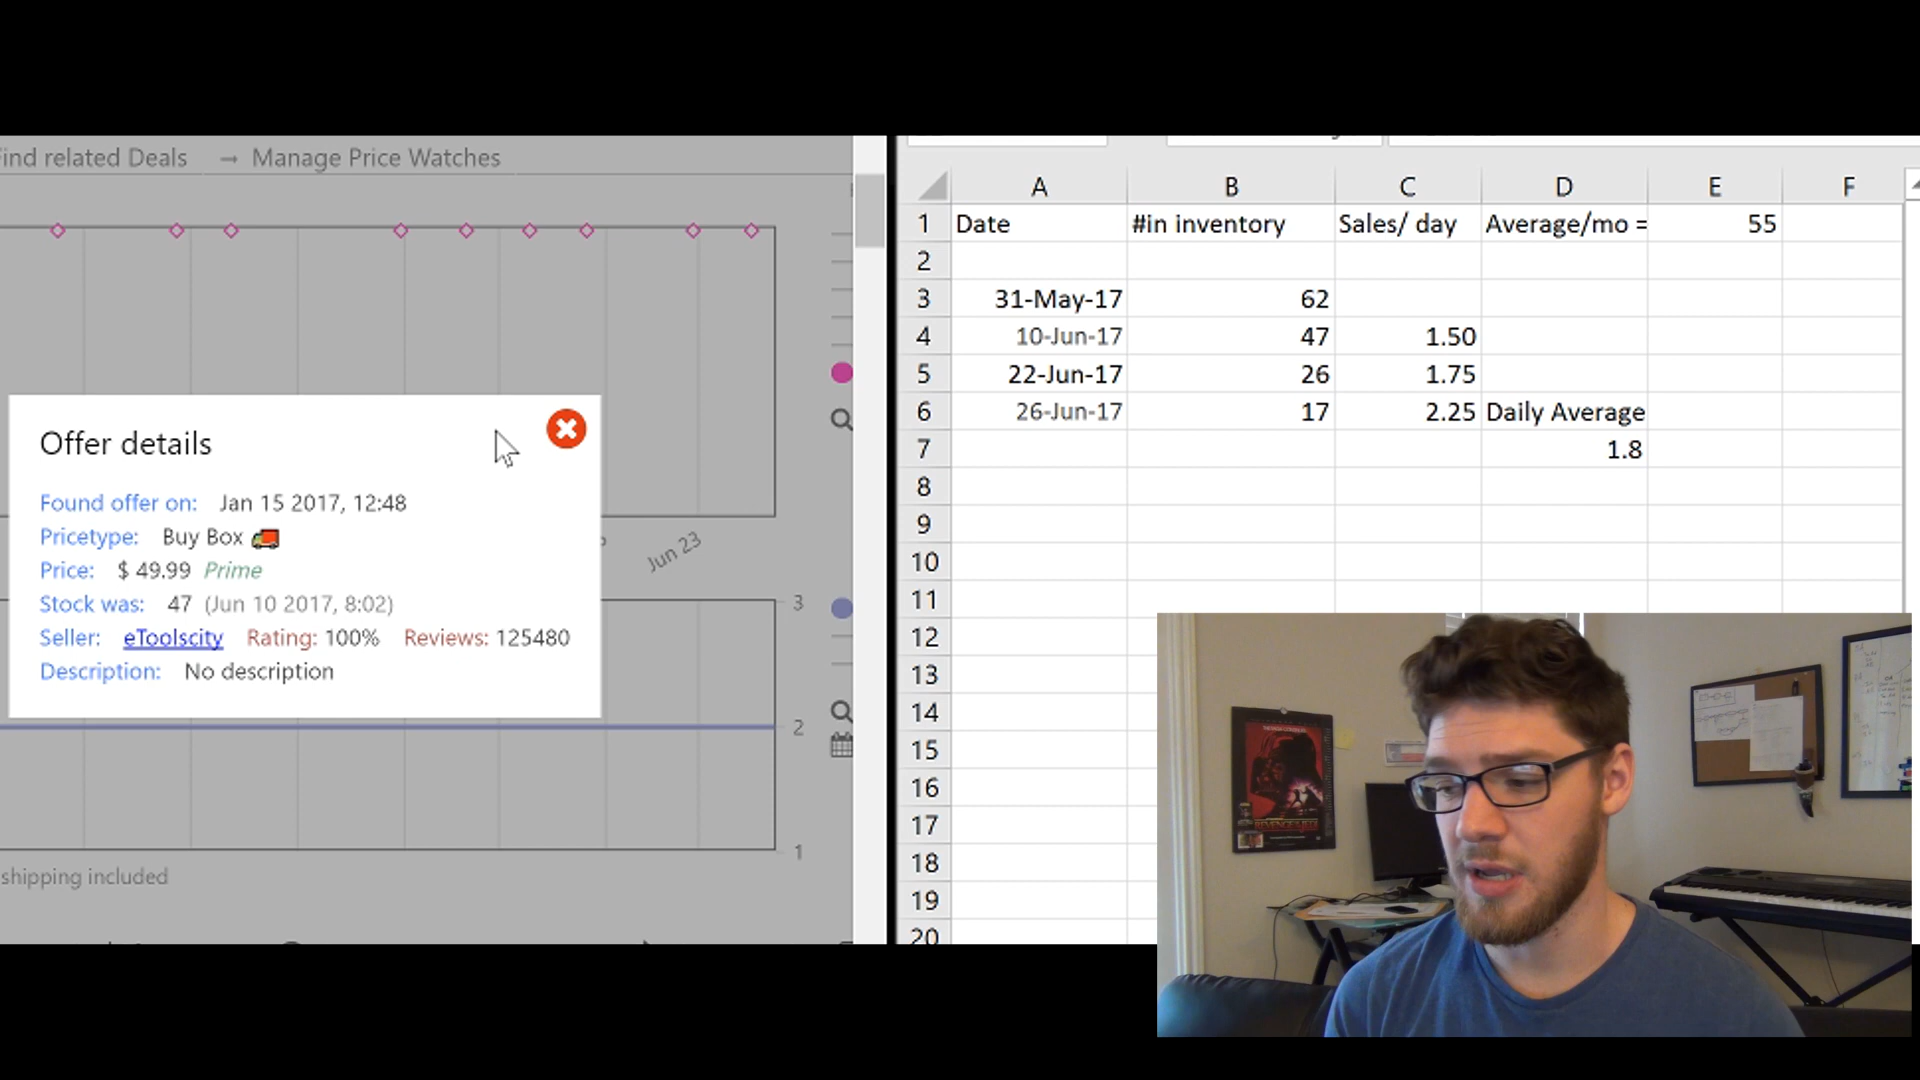 ind related Deals → Manage Price Watches
Jun 23
3
2
1
shipping included
Offer details
Found offer on: Jan 15 2017, 12:48
Pricetype: Buy Box
Price: $ 49.99 Prime
Stock was: 47 (Jun 10 2017, 8:02)
Seller: eToolscity Rating: 100% Reviews: 125480
Description: No description
A B C D E F
1 Date #in inventory Sales/ day Average/mo = 55
2
3 31-May-17 62
4 10-Jun-17 47 1.50
5 22-Jun-17 26 1.75
6 26-Jun-17 17 2.25 Daily Average
7 1.8
8
9
10
11
12
13
14
15
16
17
18
19
20
REVENGE OF THE JEDI